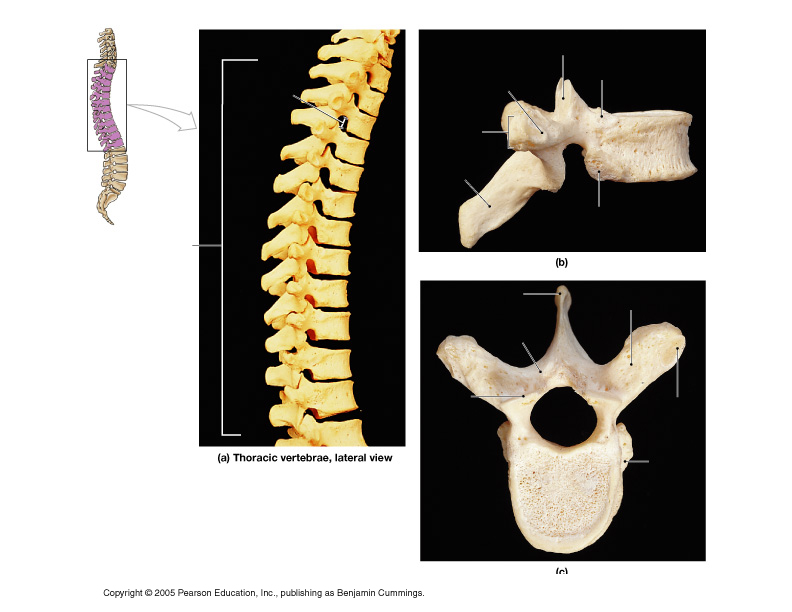 (b)
(a) Thoracic vertebrae, lateral view
(c)
Copyright © 2005 Pearson Education, Inc., publishing as Benjamin Cummings.